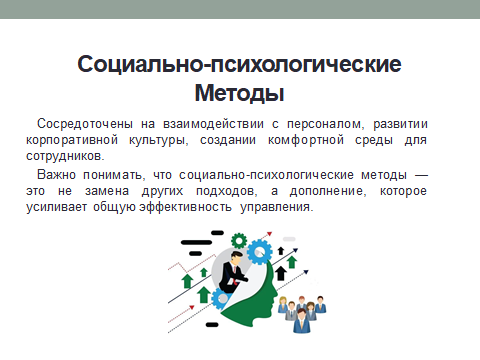 Социально-психологические
Методы
Сосредоточены на взаимодействии с персоналом, развитии
корпоративной культуры, создании комфортной среды для
сотрудников.
Важно понимать, что социально-психологические методы —
это не замена других подходов, а дополнение, которое
усиливает общую эффективность управления.